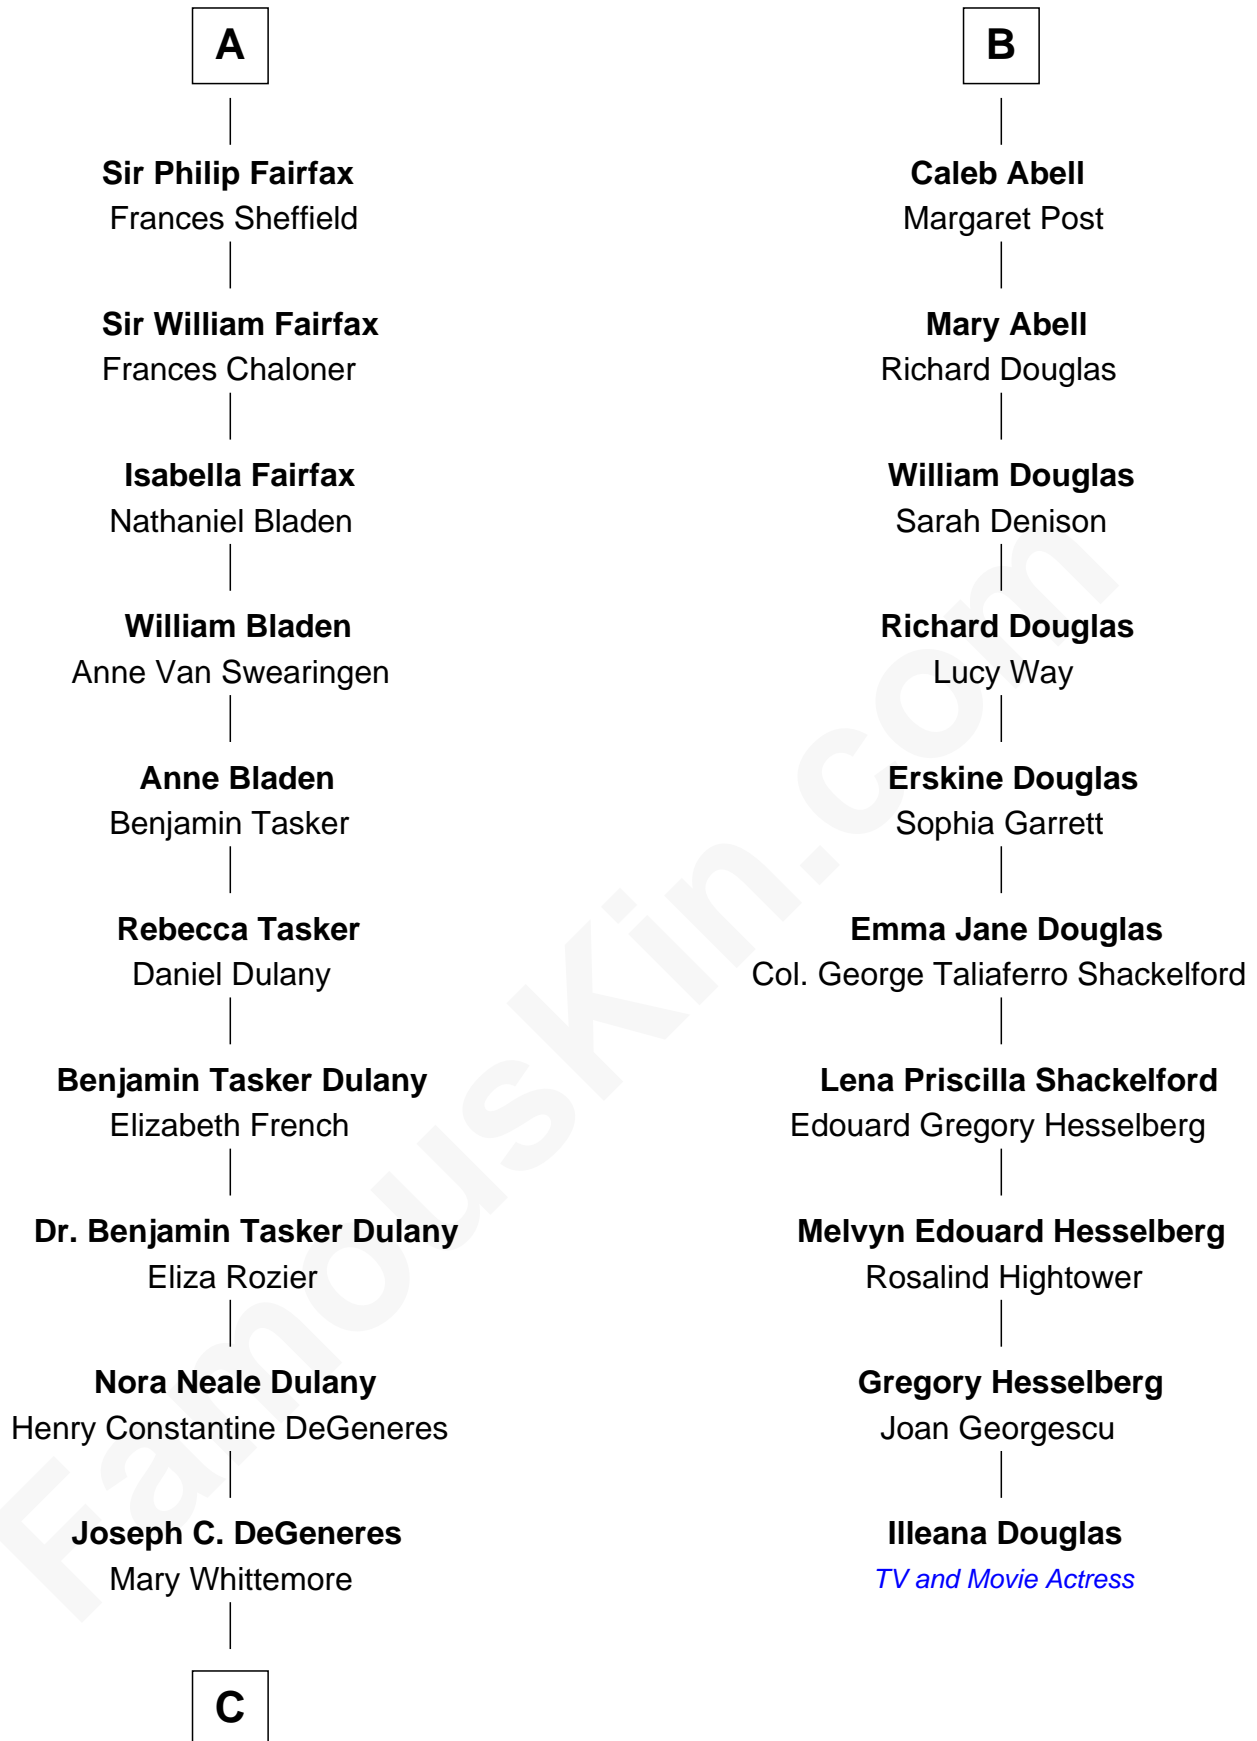 A
Sir Philip Fairfax
Frances Sheffield
Sir William Fairfax
Frances Chaloner
Isabella Fairfax
Nathaniel Bladen
William Bladen
Anne Van Swearingen
Anne Bladen
Benjamin Tasker
Rebecca Tasker
Daniel Dulany
Benjamin Tasker Dulany
Elizabeth French
Dr. Benjamin Tasker Dulany
Eliza Rozier
Nora Neale Dulany
Henry Constantine DeGeneres
Joseph C. DeGeneres
Mary Whittemore
C
B
Caleb Abell
Margaret Post
Mary Abell
Richard Douglas
William Douglas
Sarah Denison
Richard Douglas
Lucy Way
Erskine Douglas
Sophia Garrett
Emma Jane Douglas
Col. George Taliaferro Shackelford
Lena Priscilla Shackelford
Edouard Gregory Hesselberg
Melvyn Edouard Hesselberg
Rosalind Hightower
Gregory Hesselberg
Joan Georgescu
Illeana Douglas
TV and Movie Actress
FamousKin.com